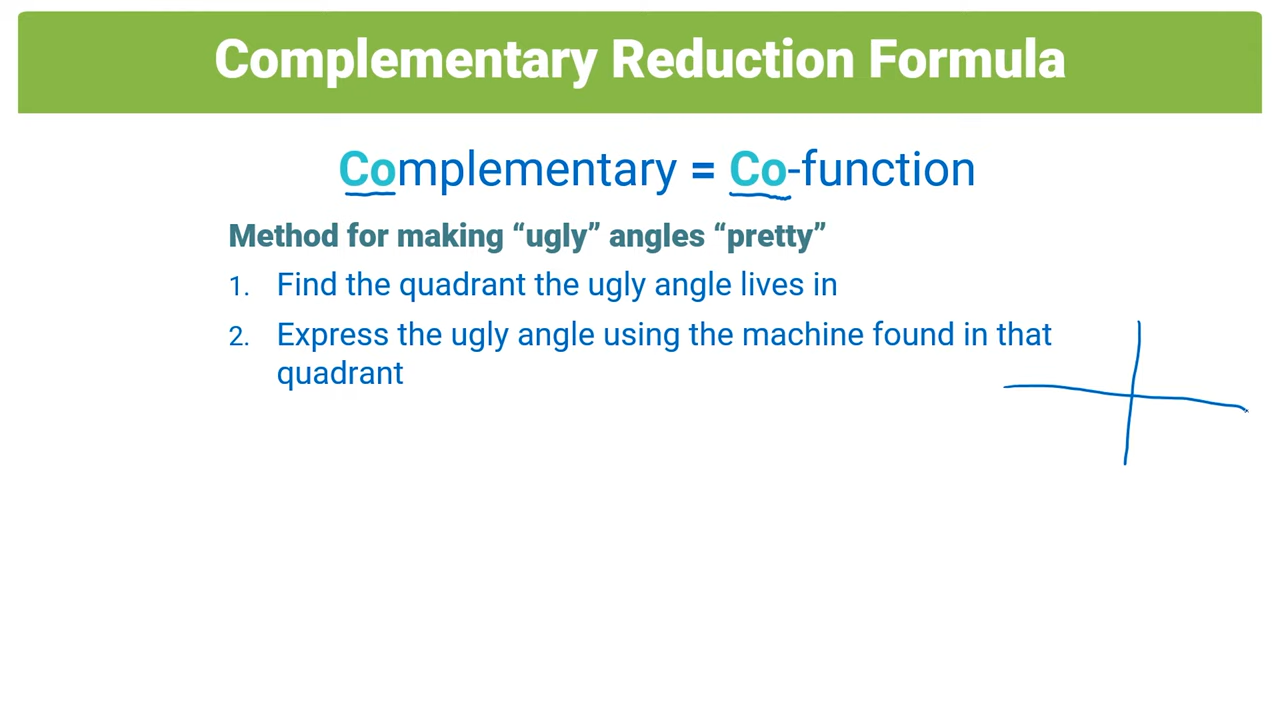 Complementary Reduction Formula
Complementary = Co-function
Method for making “ugly” angles “pretty”
1. Find the quadrant the ugly angle lives in
2. Express the ugly angle using the machine found in that
quadrant